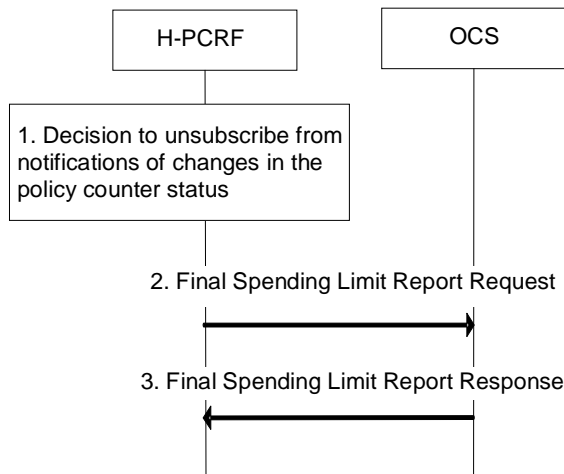 H-PCRF
OCS
1. Decision to unsubscribe from
notifications of changes in the
policy counter status
2. Final Spending Limit Report Request
3. Final Spending Limit Report Response